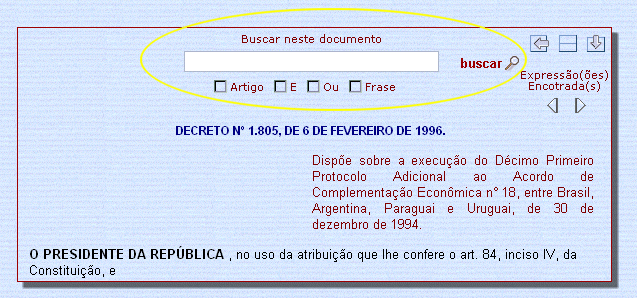 Buscar neste documento
buscar
Artigo E Ou Frase
Expressão(ões)
Encotrada(s)
DECRETO Nº 1.805, DE 6 DE FEVEREIRO DE 1996.
Dispõe sobre a execução do Décimo Primeiro
Protocolo Adicional ao Acordo de
Complementação Econômica nº 18, entre Brasil,
Argentina, Paraguai e Uruguai, de 30 de
dezembro de 1994.
O PRESIDENTE DA REPÚBLICA , no uso da atribuição que lhe confere o art. 84, inciso IV, da
Constituição, e